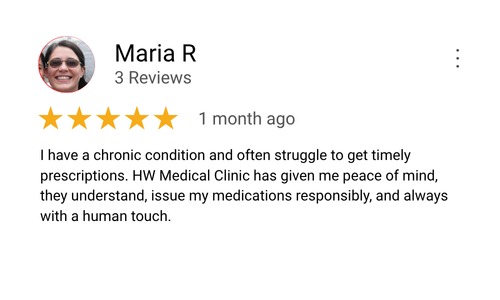 Maria R
3 Reviews
1 month ago
I have a chronic condition and often struggle to get timely
prescriptions. HW Medical Clinic has given me peace of mind,
they understand, issue my medications responsibly, and always
with a human touch.